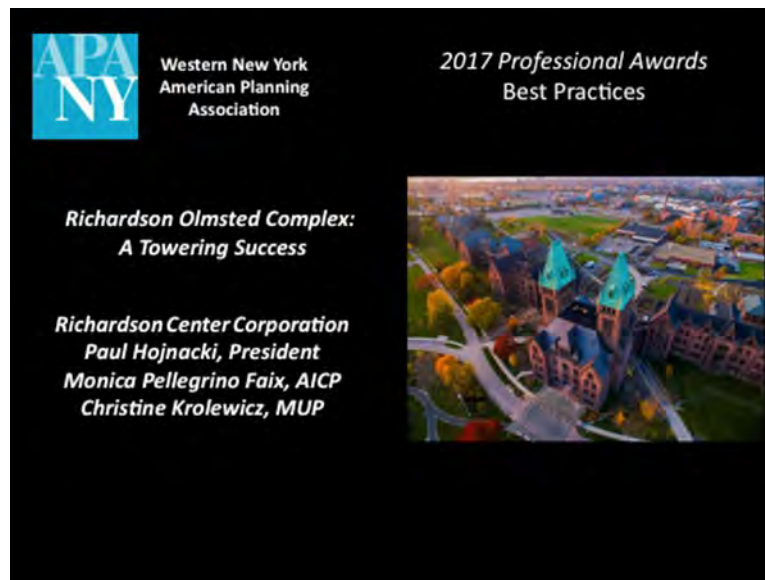 APA
NY
Western New York
American Planning
Association
2017 Professional Awards
Best Practices
Richardson Olmsted Complex:
A Towering Success
Richardson Center Corporation
Paul Hojnacki, President
Monica Pellegrino Faix, AICP
Christine Krolewicz, MUP